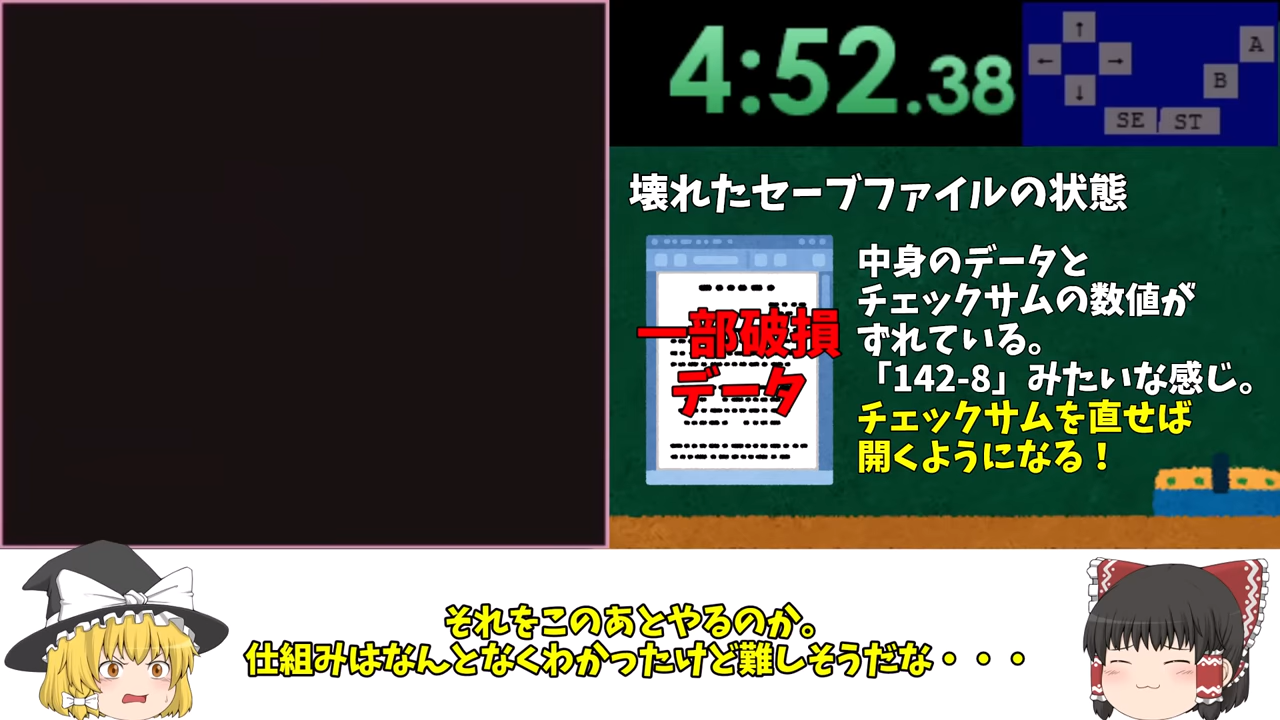 4:52.38
↑
←
→
↓
A
B
SE
ST
壊れたセーブファイルの状態
一部破損
データ
中身のデータと
チェックサムの数値が
ずれている。
「142-8」みたいな感じ。
チェックサムを直せば
開くようになる！
それをこのあとやるのか。
仕組みはなんとなくわかったけど難しそうだな・・・